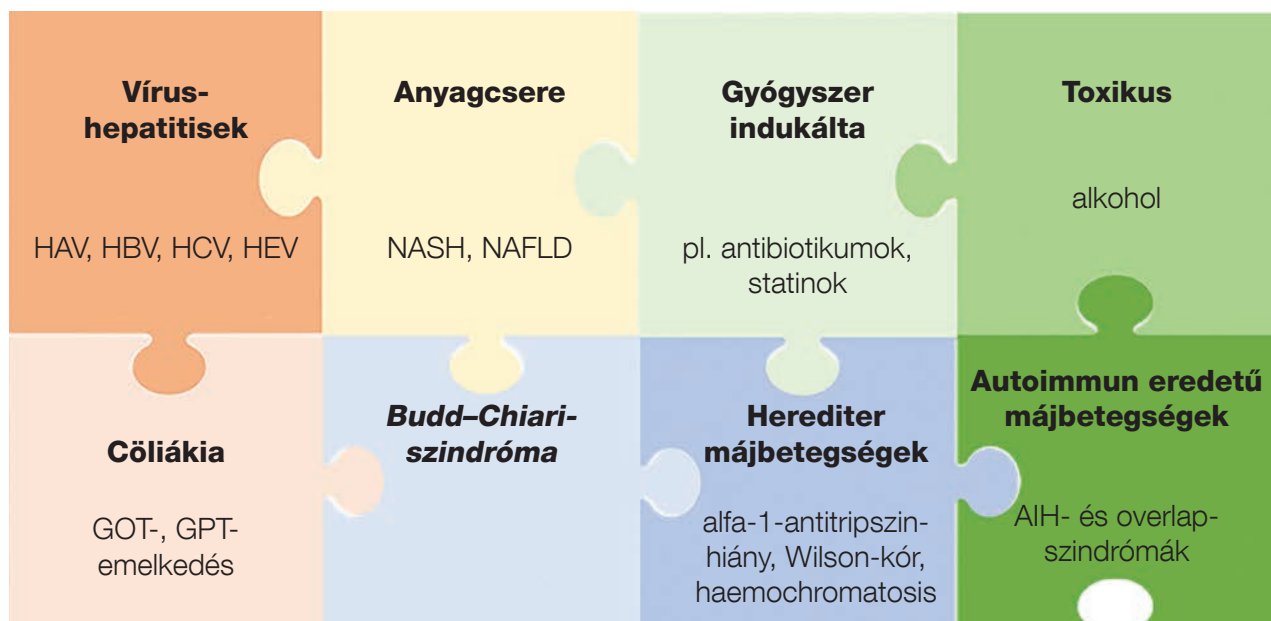 Vírus-
hepatitisek
HAV, HBV, HCV, HEV
Anyagcsere
NASH, NAFLD
Gyógyszer
indukálta
pl. antibiotikumok,
statinok
Toxikus
alkohol
Cöliákia
GOT-, GPT-
emelkedés
Budd–Chiari-
szindróma
Herediter
májbetegségek
alfa-1-antitripszin-
hiány, Wilson-kór,
haemochromatosis
Autoimmun eredetű
májbetegségek
AIH- és overlap-
szindrómák